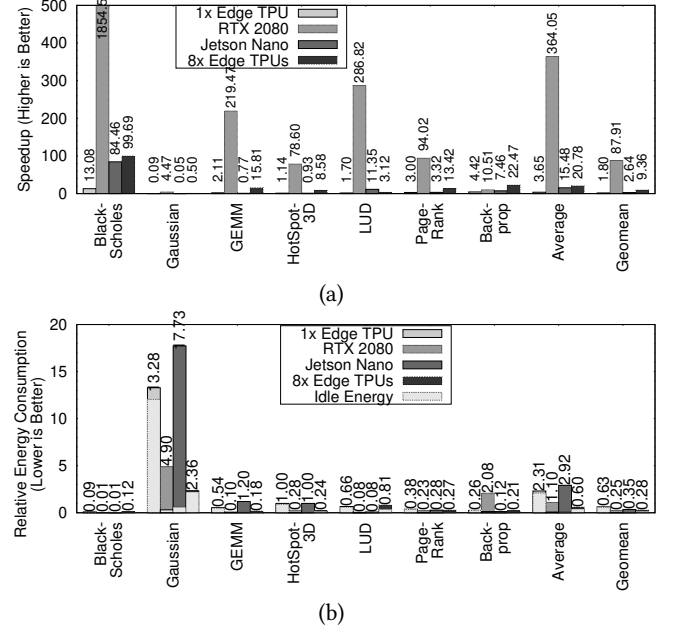 Speedup (Higher is Better)
500
400
300
200
100
0
1x Edge TPU
RTX 2080
Jetson Nano
8x Edge TPUs
13.08
1854.5
84.46
99.69
0.09
4.47
0.05
0.50
2.11
219.47
0.77
15.81
1.14
78.60
0.93
8.58
1.70
286.82
11.35
3.12
3.00
94.02
3.32
13.42
4.42
10.51
7.46
22.47
3.65
364.05
15.48
20.78
1.80
87.91
2.64
9.36
Black-
Scholes
Gaussian
GEMM
HotSpot-
3D
LUD
Page-
Rank
Back-
prop
Average
Geomean
(a)
Relative Energy Consumption
(Lower is Better)
20
15
10
5
0
1x Edge TPU
RTX 2080
Jetson Nano
8x Edge TPUs
Idle Energy
0.09
0.01
0.01
0.12
13.28
4.90
17.73
2.36
0.54
0.10
1.20
0.18
1.00
0.28
1.00
0.24
0.66
0.08
0.08
0.81
0.38
0.23
0.28
0.27
0.26
2.08
0.12
0.21
2.31
1.10
2.92
0.60
0.63
0.25
0.35
0.28
Black-
Scholes
Gaussian
GEMM
HotSpot-
3D
LUD
Page-
Rank
Back-
prop
Average
Geomean
(b)